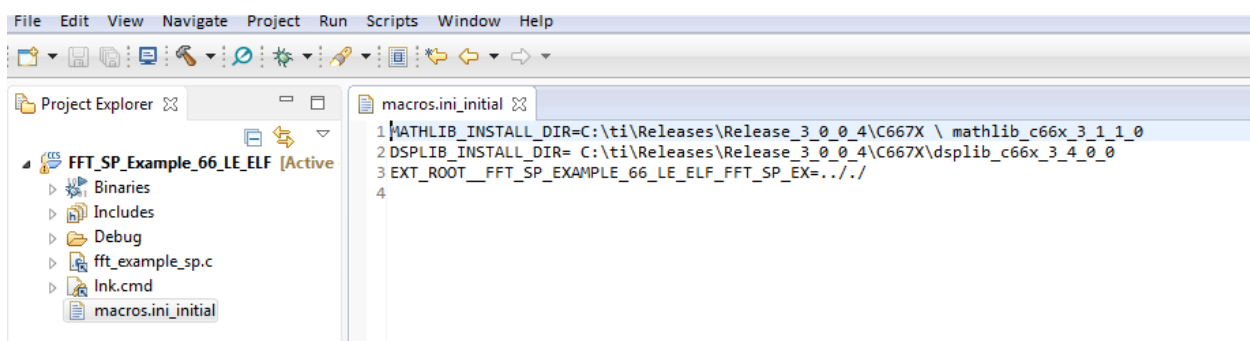 File Edit View Navigate Project Run Scripts Window Help
Project Explorer
FFT_SP_Example_66_LE_ELF [Active
Binaries
Includes
Debug
fft_example_sp.c
lnk.cmd
macros.ini_initial
macros.ini_initial
1 MATHLIB_INSTALL_DIR=C:\ti\Releases\Release_3_0_0_4\C667X \ mathlib_c66x_3_1_1_0
2 DSPLIB_INSTALL_DIR= C:\ti\Releases\Release_3_0_0_4\C667X\dsplib_c66x_3_4_0_0
3 EXT_ROOT__FFT_SP_EXAMPLE_66_LE_ELF_FFT_SP_EX=.././
4